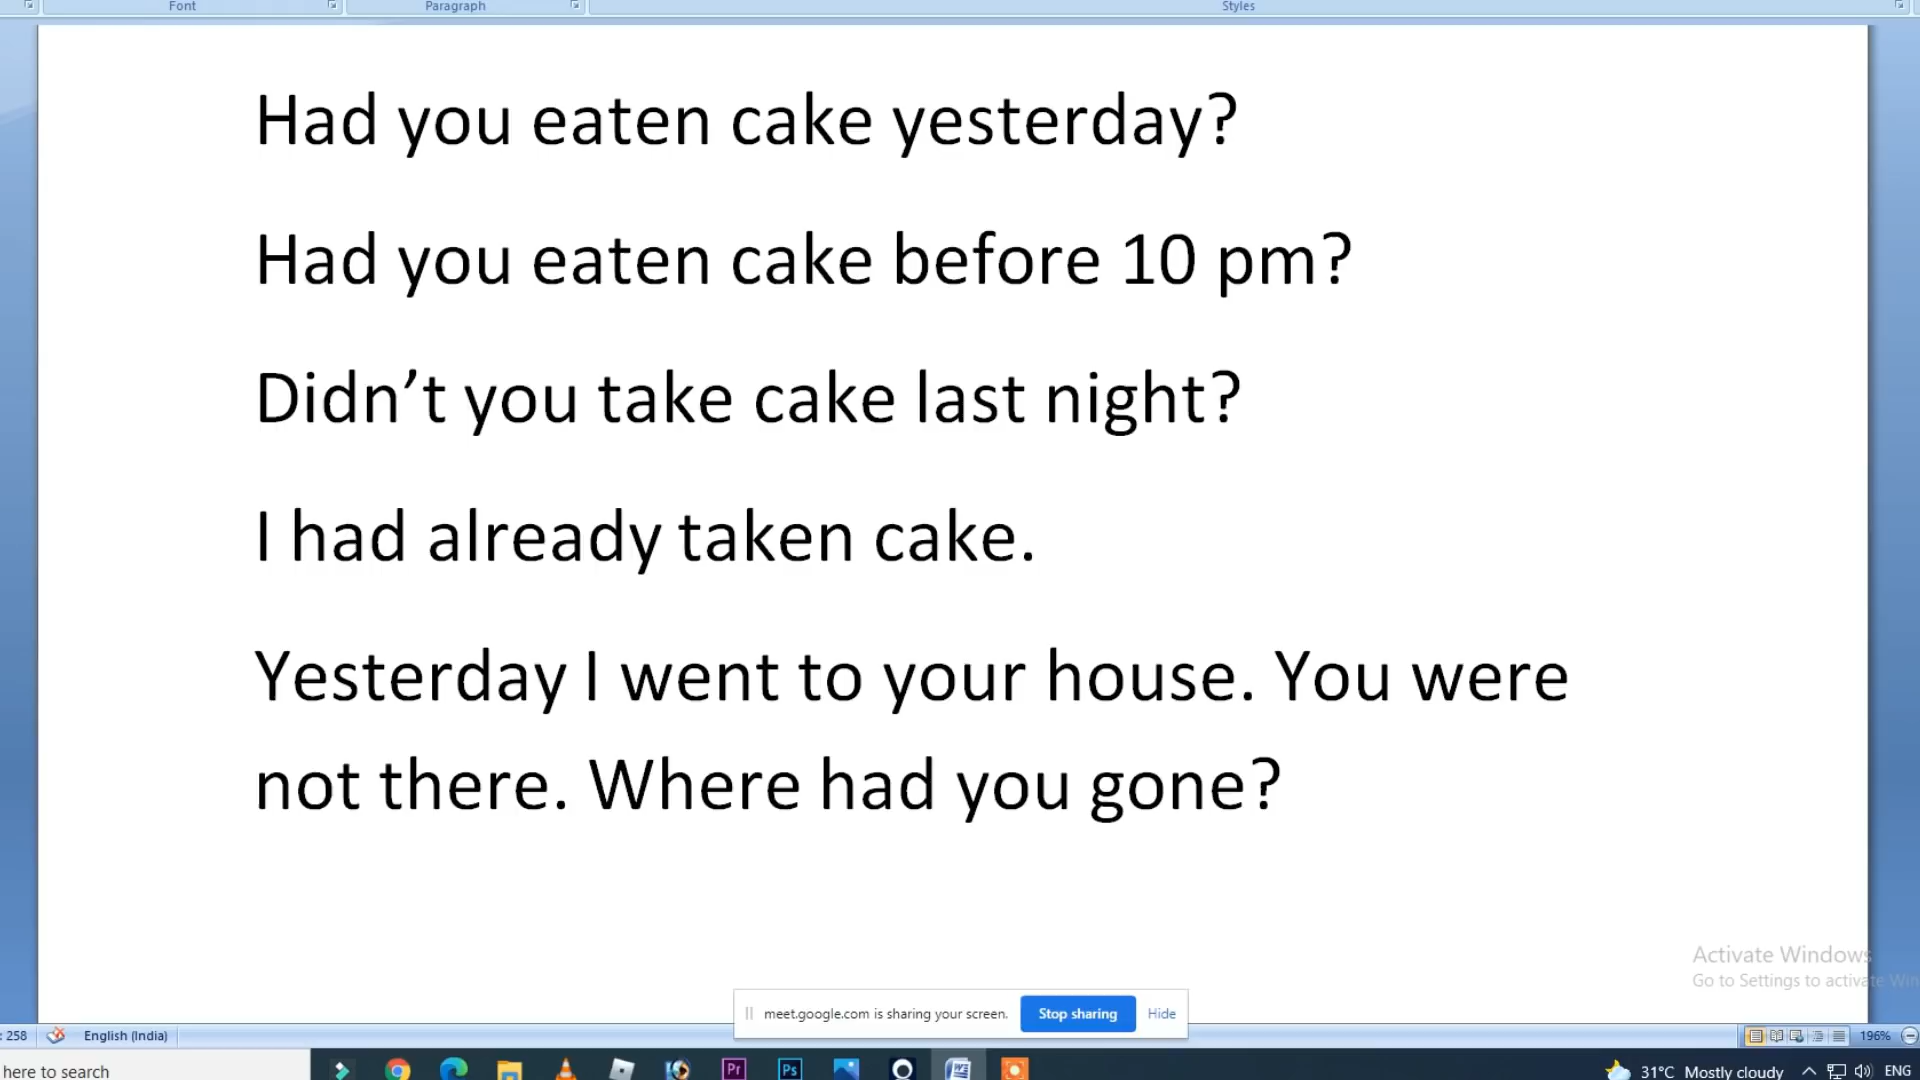 Font Paragraph Styles
Had you eaten cake yesterday?
Had you eaten cake before 10 pm?
Didn’t you take cake last night?
I had already taken cake.
Yesterday I went to your house. You were
not there. Where had you gone?
Activate Windows
Go to Settings to activate Win
meet.google.com is sharing your screen. Stop sharing Hide
: 258 English (India) 196%
here to search Pr Ps 31°C Mostly cloudy ENG